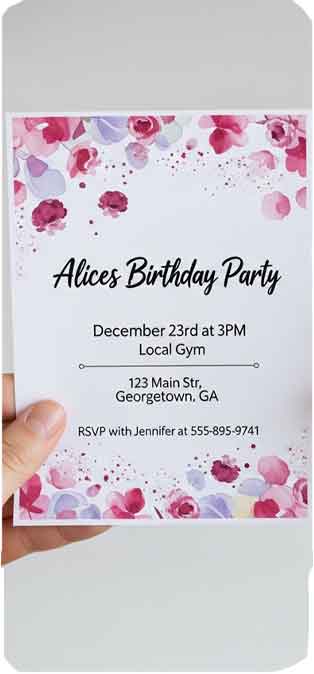 Alices Birthday Party
December 23rd at 3PM
Local Gym
123 Main Str,
Georgetown, GA
RSVP with Jennifer at 555-895-9741